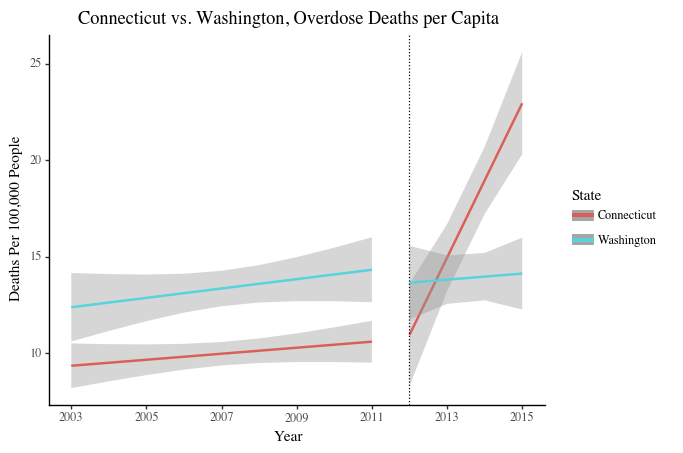 Connecticut vs. Washington, Overdose Deaths per Capita
25
20
15
10
Deaths Per 100,000 People
2003 2005 2007 2009 2011 2013 2015
Year
State
Connecticut
Washington